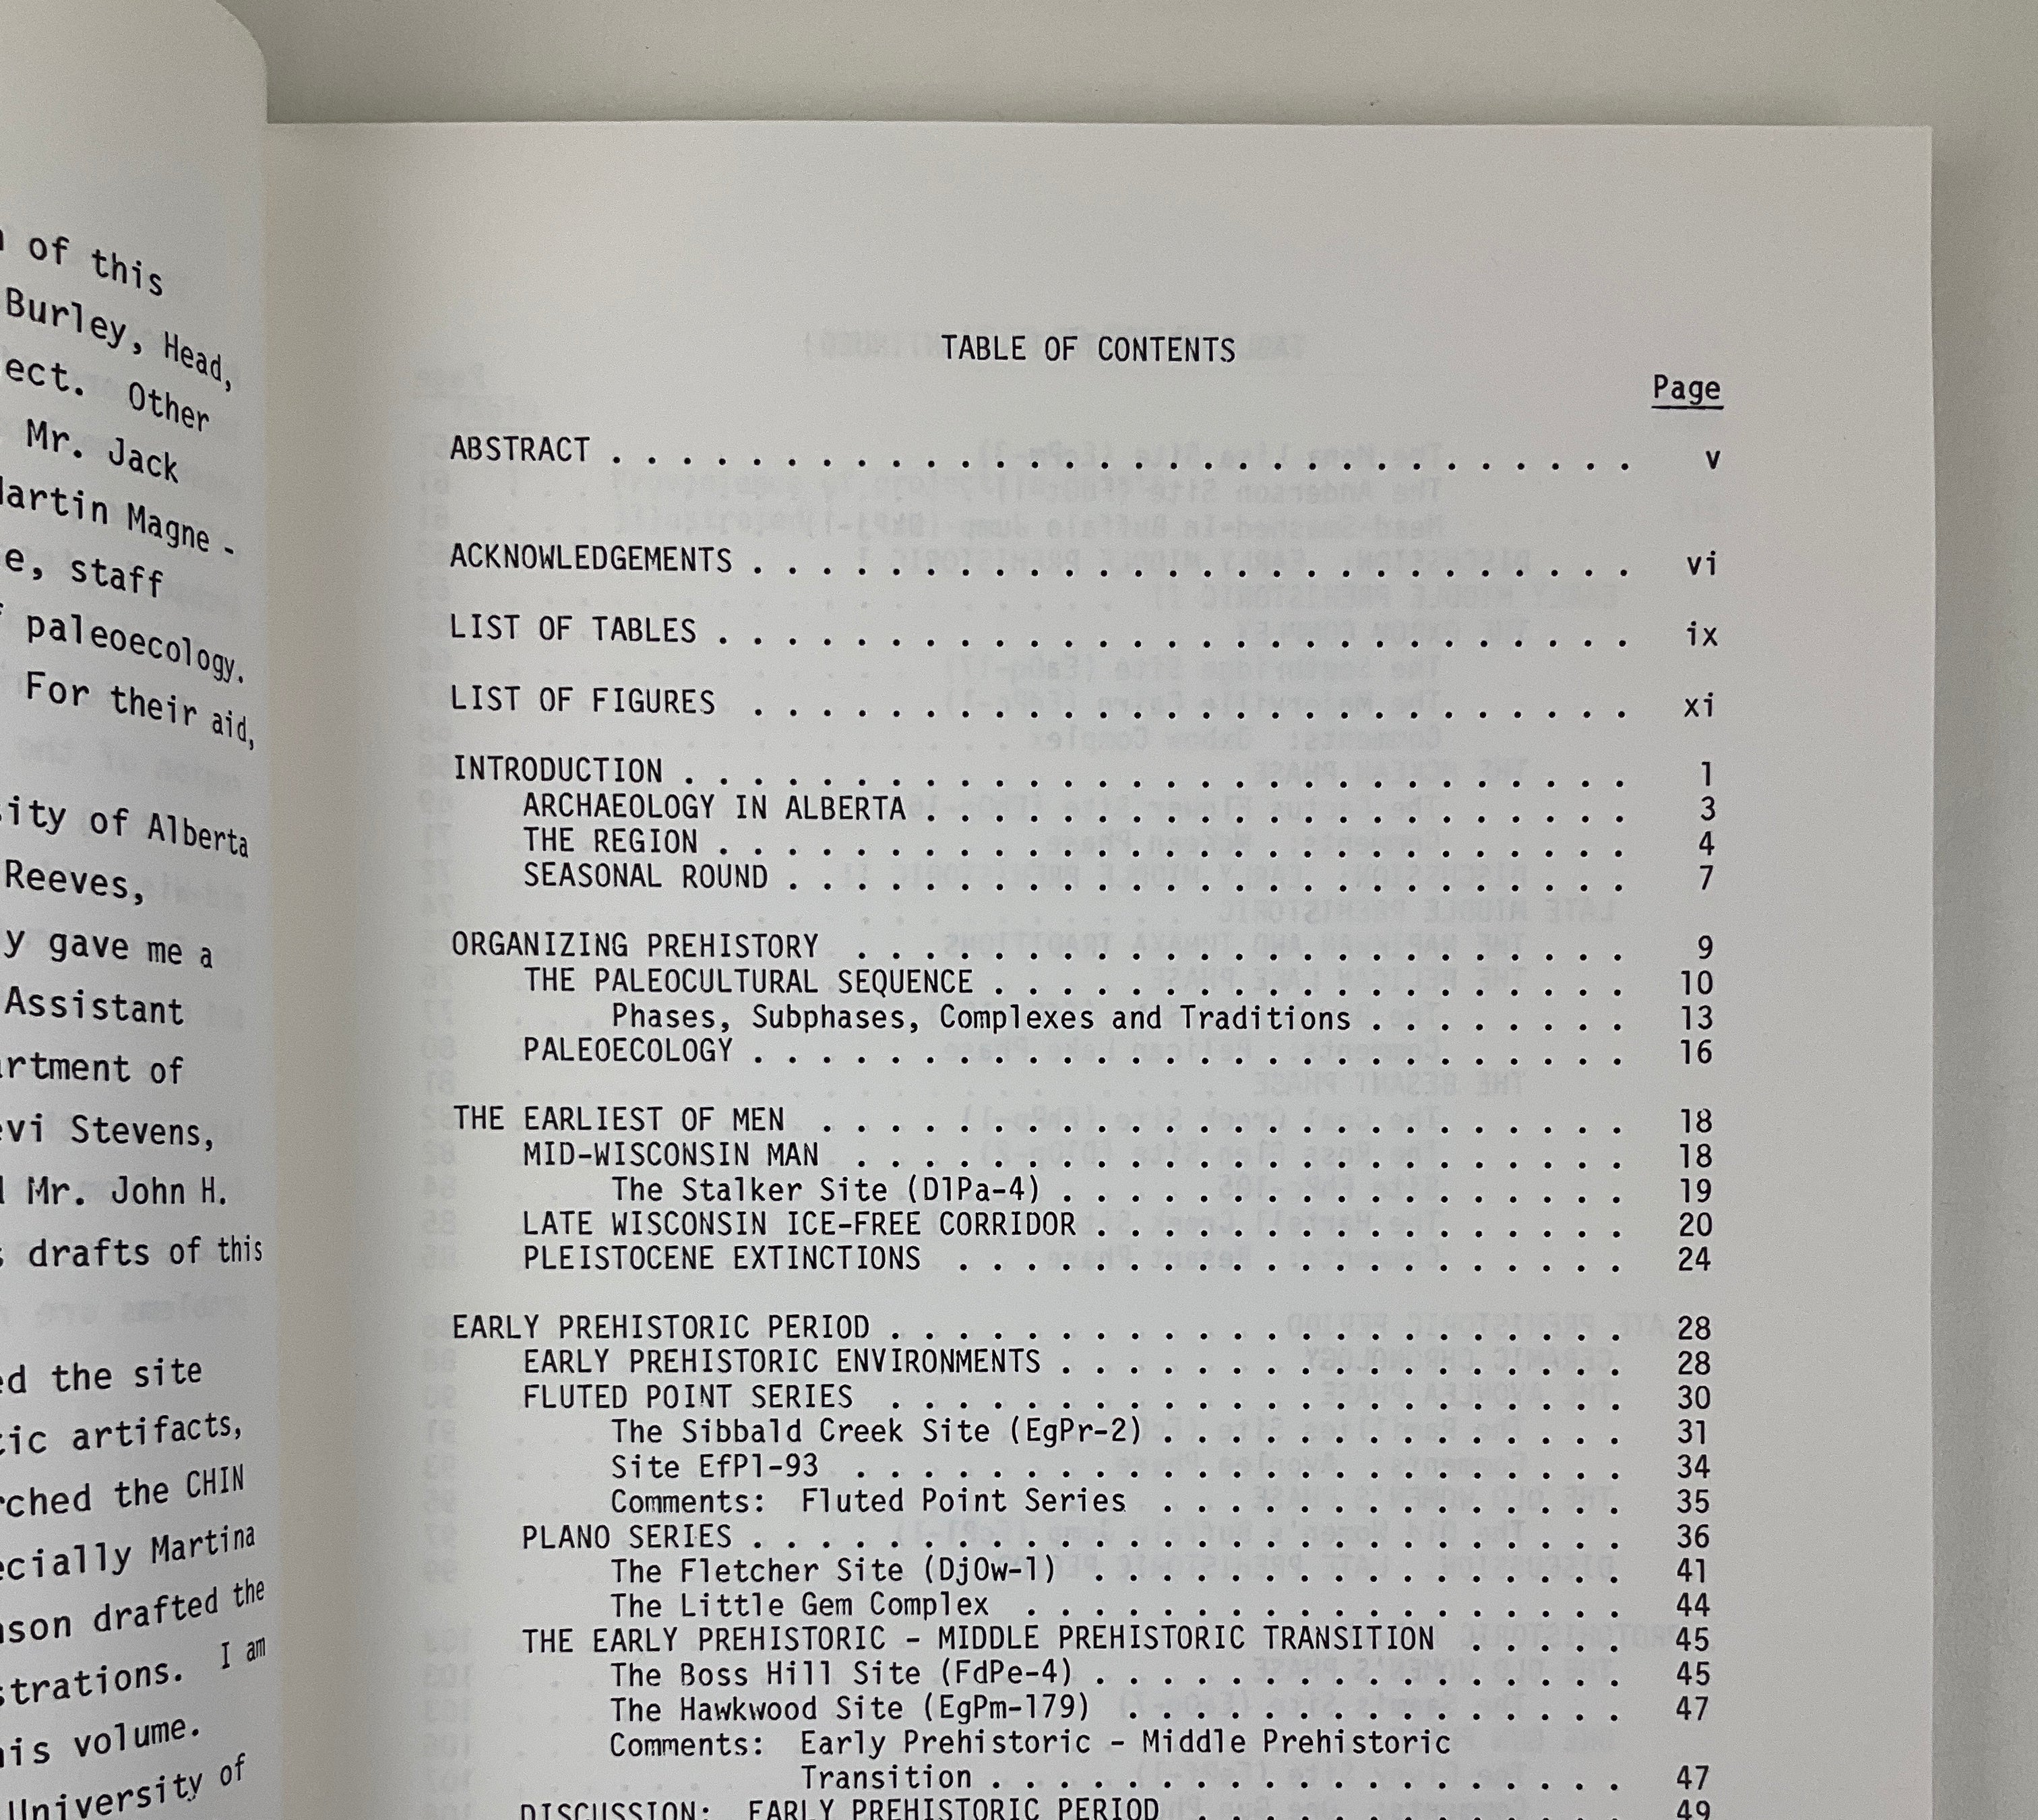 of this
Burley, Head,
ect. Other
Mr. Jack
artin Magne -
e, staff
paleoecology.
For their aid,
sity of Alberta
Reeves,
y gave me a
Assistant
rtment of
evi Stevens,
Mr. John H.
drafts of this
ed the site
tic artifacts,
rched the CHIN
ecially Martina
nson drafted the
strations. I am
his volume.
University of
TABLE OF CONTENTS
Page
ABSTRACT . . . . . . . . . . . . . . . . . . . . . . . . . . . . . . v
ACKNOWLEDGEMENTS . . . . . . . . . . . . . . . . . . . . . . . . . . vi
LIST OF TABLES . . . . . . . . . . . . . . . . . . . . . . . . . . . ix
LIST OF FIGURES . . . . . . . . . . . . . . . . . . . . . . . . . . xi
INTRODUCTION . . . . . . . . . . . . . . . . . . . . . . . . . . . . 1
ARCHAEOLOGY IN ALBERTA . . . . . . . . . . . . . . . . . . . . . 3
THE REGION . . . . . . . . . . . . . . . . . . . . . . . . . . . 4
SEASONAL ROUND . . . . . . . . . . . . . . . . . . . . . . . . . 7
ORGANIZING PREHISTORY . . . . . . . . . . . . . . . . . . . . . . . 9
THE PALEOCULTURAL SEQUENCE . . . . . . . . . . . . . . . . . . . 10
Phases, Subphases, Complexes and Traditions . . . . . . . . 13
PALEOECOLOGY . . . . . . . . . . . . . . . . . . . . . . . . . . 16
THE EARLIEST OF MEN . . . . . . . . . . . . . . . . . . . . . . . . 18
MID-WISCONSIN MAN . . . . . . . . . . . . . . . . . . . . . . . 18
The Stalker Site (DlPa-4) . . . . . . . . . . . . . . . . . 19
LATE WISCONSIN ICE-FREE CORRIDOR . . . . . . . . . . . . . . . . 20
PLEISTOCENE EXTINCTIONS . . . . . . . . . . . . . . . . . . . . 24
EARLY PREHISTORIC PERIOD . . . . . . . . . . . . . . . . . . . . . . 28
EARLY PREHISTORIC ENVIRONMENTS . . . . . . . . . . . . . . . . . 28
FLUTED POINT SERIES . . . . . . . . . . . . . . . . . . . . . . 30
The Sibbald Creek Site (EgPr-2) . . . . . . . . . . . . . . 31
Site EfPl-93 . . . . . . . . . . . . . . . . . . . . . . . 34
Comments: Fluted Point Series . . . . . . . . . . . . . . 35
PLANO SERIES . . . . . . . . . . . . . . . . . . . . . . . . . . 36
The Fletcher Site (DjOw-1) . . . . . . . . . . . . . . . . 41
The Little Gem Complex . . . . . . . . . . . . . . . . . . 44
THE EARLY PREHISTORIC - MIDDLE PREHISTORIC TRANSITION . . . . . 45
The Boss Hill Site (FdPe-4) . . . . . . . . . . . . . . . . 45
The Hawkwood Site (EgPm-179) . . . . . . . . . . . . . . . 47
Comments: Early Prehistoric - Middle Prehistoric
Transition . . . . . . . . . . . . . . . . . . . 47
DISCUSSION: EARLY PREHISTORIC PERIOD . . . . . . . . . . . . . 49